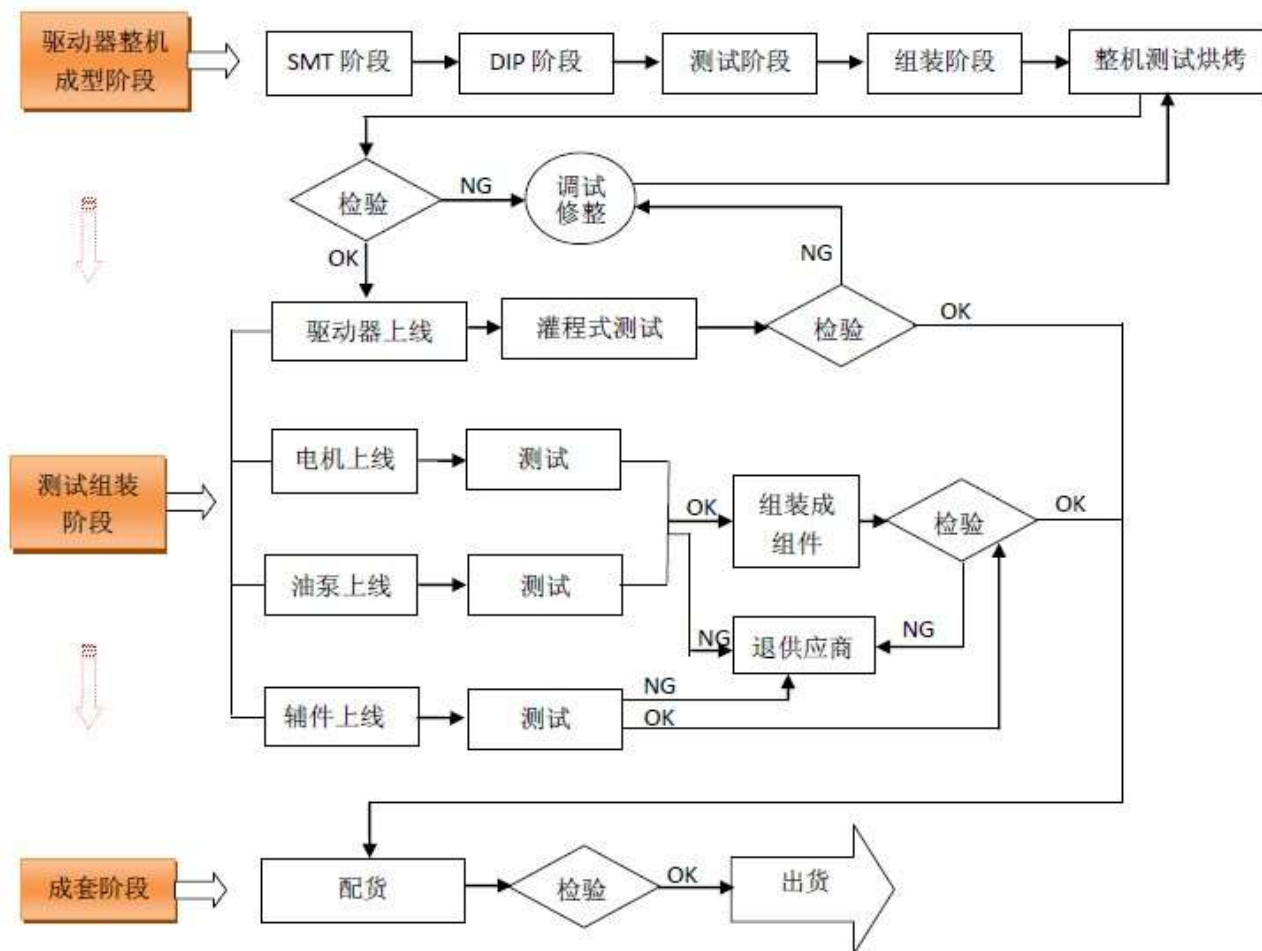 驱动器整机
成型阶段
SMT 阶段
DIP 阶段
测试阶段
组装阶段
整机测试烘烤
检验
NG
调试
修整
OK
NG
驱动器上线
灌程式测试
检验
OK
电机上线
测试
测试组装
阶段
OK
组装成
组件
检验
OK
油泵上线
测试
NG
退供应商
NG
辅件上线
测试
NG
OK
成套阶段
配货
检验
OK
出货